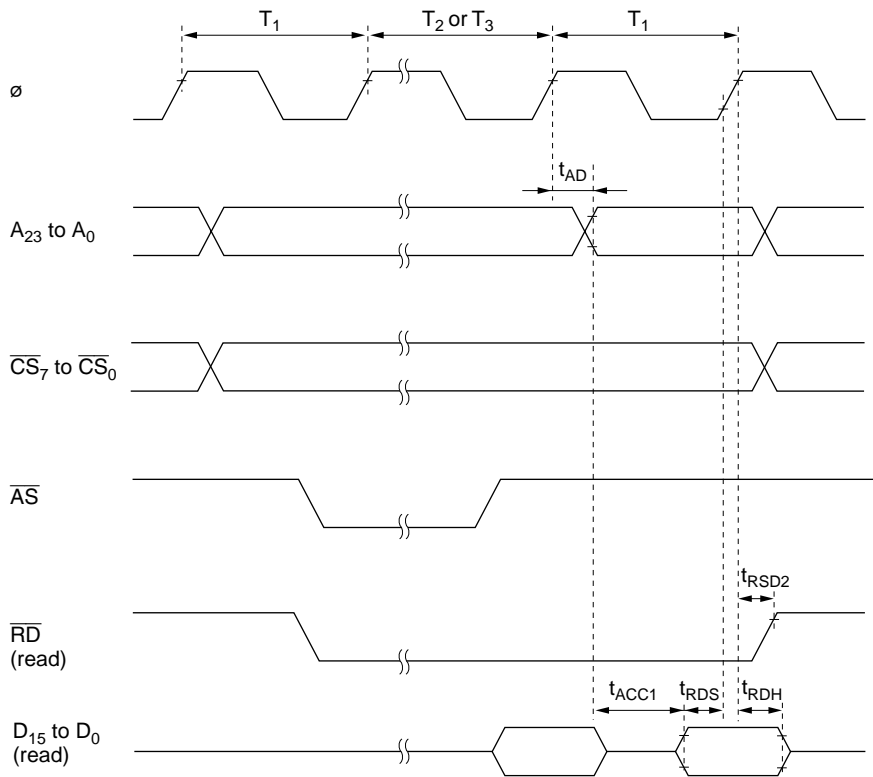 T1 T2 or T3 T1
ø
tAD
A23 to A0
CS7 to CS0
AS
tRSD2
RD
(read)
tACC1 tRDS tRDH
D15 to D0
(read)